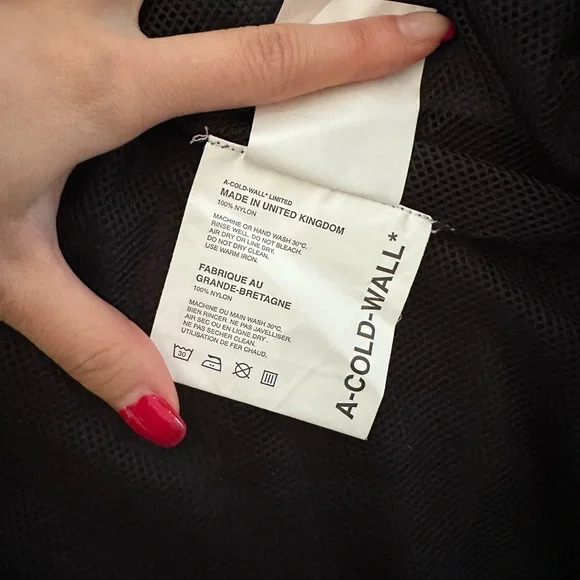 A-COLD-WALL* LIMITED
MADE IN UNITED KINGDOM
100% NYLON
MACHINE OR HAND WASH 30°C.
RINSE WELL. DO NOT BLEACH.
AIR DRY OR LINE DRY.
DO NOT DRY CLEAN.
USE WARM IRON.
FABRIQUE AU
GRANDE-BRETAGNE
100% NYLON
MACHINE OU MAIN WASH 30°C.
BIEN RINCER. NE PAS JAVELLISER.
AIR SEC OU EN LIGNE DRY -
NE PAS SECHER CLEAN.
UTILISATION DE FER CHAUD.
30
A-COLD-WALL*